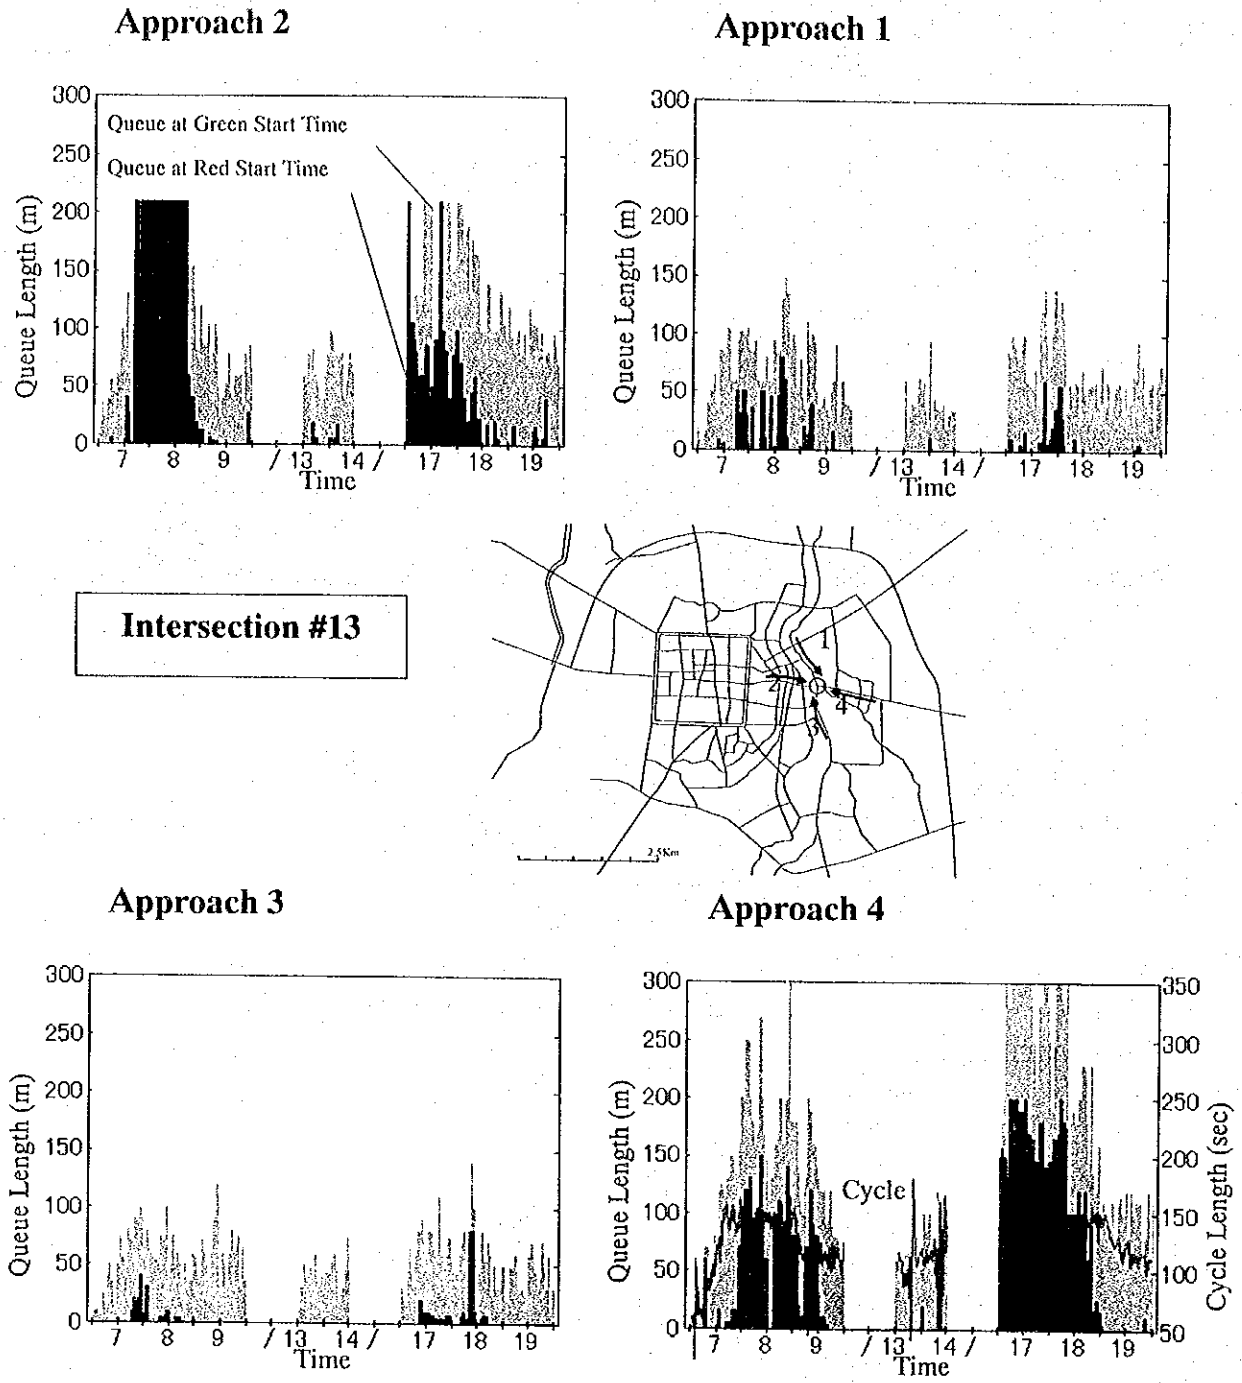 Approach 2
Approach 1
300
250
200
150
100
50
0
Queue Length (m)
Queue at Green Start Time
Queue at Red Start Time
7 8 9 / 13 14 / 17 18 19
Time
300
250
200
150
100
50
0
Queue Length (m)
7 8 9 / 13 14 / 17 18 19
Time
Intersection #13
1
2
4
3
2.5Km
Approach 3
Approach 4
300
250
200
150
100
50
0
Queue Length (m)
7 8 9 / 13 14 / 17 18 19
Time
300
250
200
150
100
50
0
Queue Length (m)
Cycle
350
300
250
200
150
100
50
Cycle Length (sec)
7 8 9 / 13 14 / 17 18 19
Time